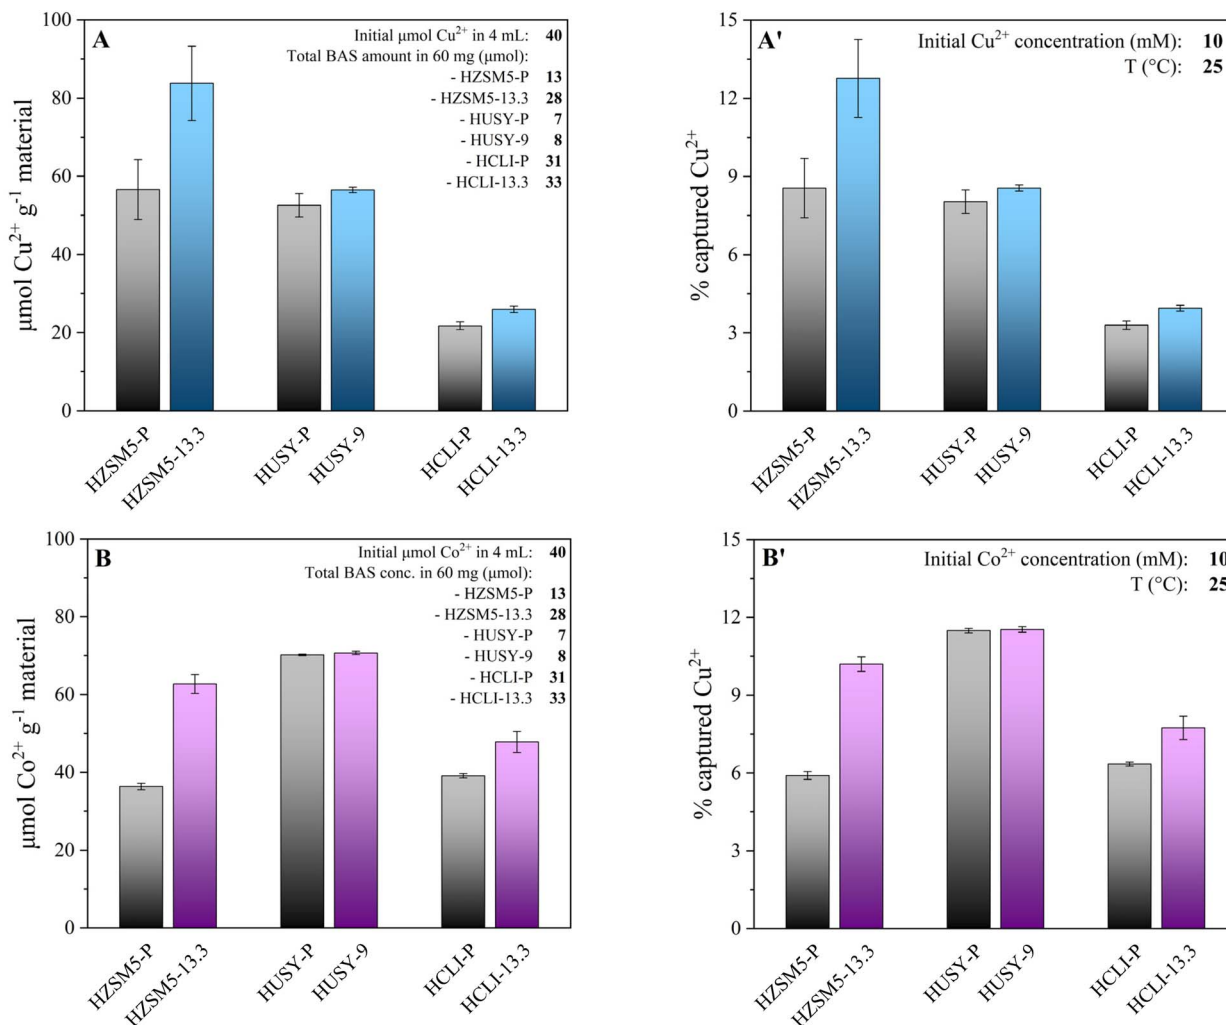 A
Initial μmol Cu²⁺ in 4 mL: 40
Total BAS amount in 60 mg (μmol):
- HZSM5-P 13
- HZSM5-13.3 28
- HUSY-P 7
- HUSY-9 8
- HCLI-P 31
- HCLI-13.3 33
μmol Cu²⁺ g⁻¹ material
100
80
60
40
20
0
HZSM5-P
HZSM5-13.3
HUSY-P
HUSY-9
HCLI-P
HCLI-13.3
A'
Initial Cu²⁺ concentration (mM): 10
T (°C): 25
% captured Cu²⁺
15
12
9
6
3
0
HZSM5-P
HZSM5-13.3
HUSY-P
HUSY-9
HCLI-P
HCLI-13.3
B
Initial μmol Co²⁺ in 4 mL: 40
Total BAS conc. in 60 mg (μmol):
- HZSM5-P 13
- HZSM5-13.3 28
- HUSY-P 7
- HUSY-9 8
- HCLI-P 31
- HCLI-13.3 33
μmol Co²⁺ g⁻¹ material
100
80
60
40
20
0
HZSM5-P
HZSM5-13.3
HUSY-P
HUSY-9
HCLI-P
HCLI-13.3
B'
Initial Co²⁺ concentration (mM): 10
T (°C): 25
% captured Cu²⁺
15
12
9
6
3
0
HZSM5-P
HZSM5-13.3
HUSY-P
HUSY-9
HCLI-P
HCLI-13.3